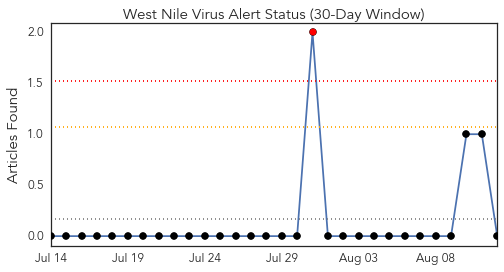 West Nile Virus Alert Status (30-Day Window)
Articles Found
2.0
1.5
1.0
0.5
0.0
Jul 14 Jul 19 Jul 24 Jul 29 Aug 03 Aug 08